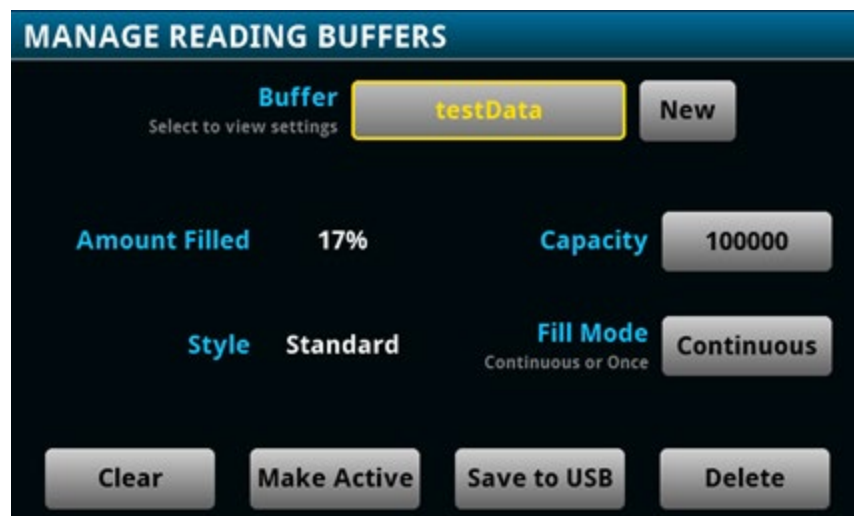 MANAGE READING BUFFERS
Buffer
Select to view settings
testData
New
Amount Filled
17%
Capacity
100000
Style
Standard
Fill Mode
Continuous or Once
Continuous
Clear
Make Active
Save to USB
Delete